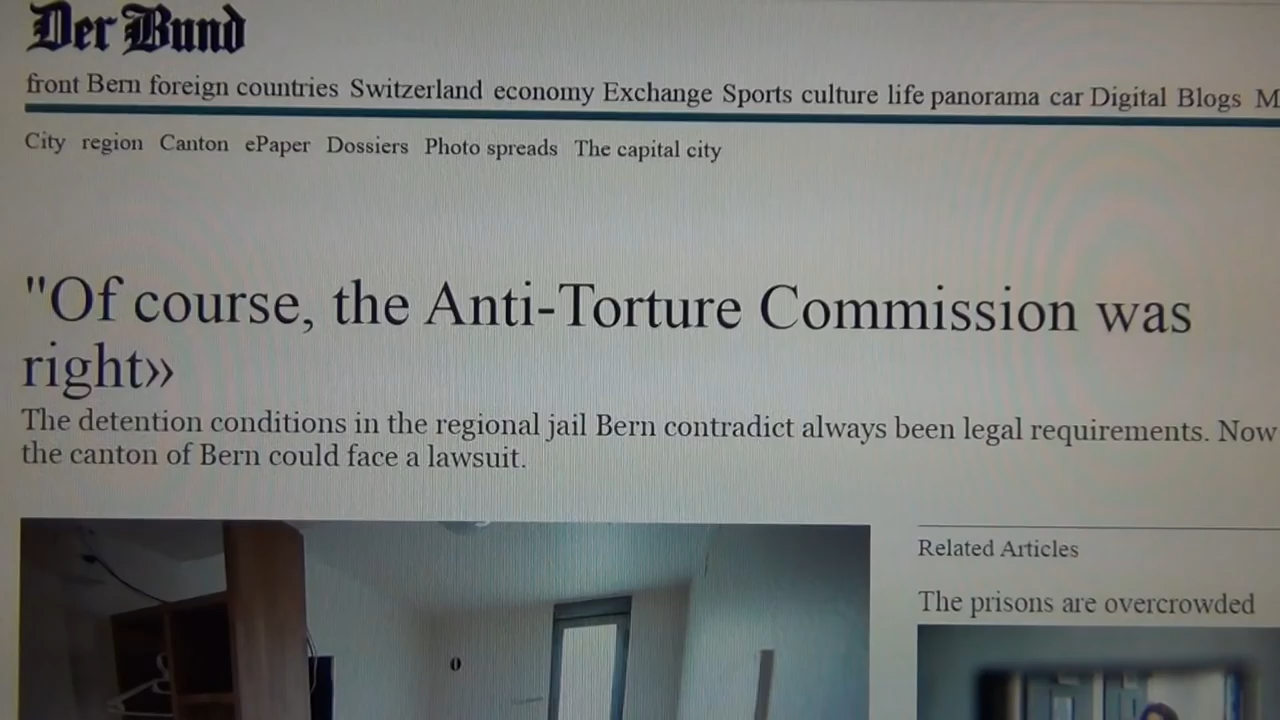 Der Bund
front Bern foreign countries Switzerland economy Exchange Sports culture life panorama car Digital Blogs M
City region Canton ePaper Dossiers Photo spreads The capital city
"Of course, the Anti-Torture Commission was
right»
The detention conditions in the regional jail Bern contradict always been legal requirements. Now
the canton of Bern could face a lawsuit.
Related Articles
The prisons are overcrowded
0